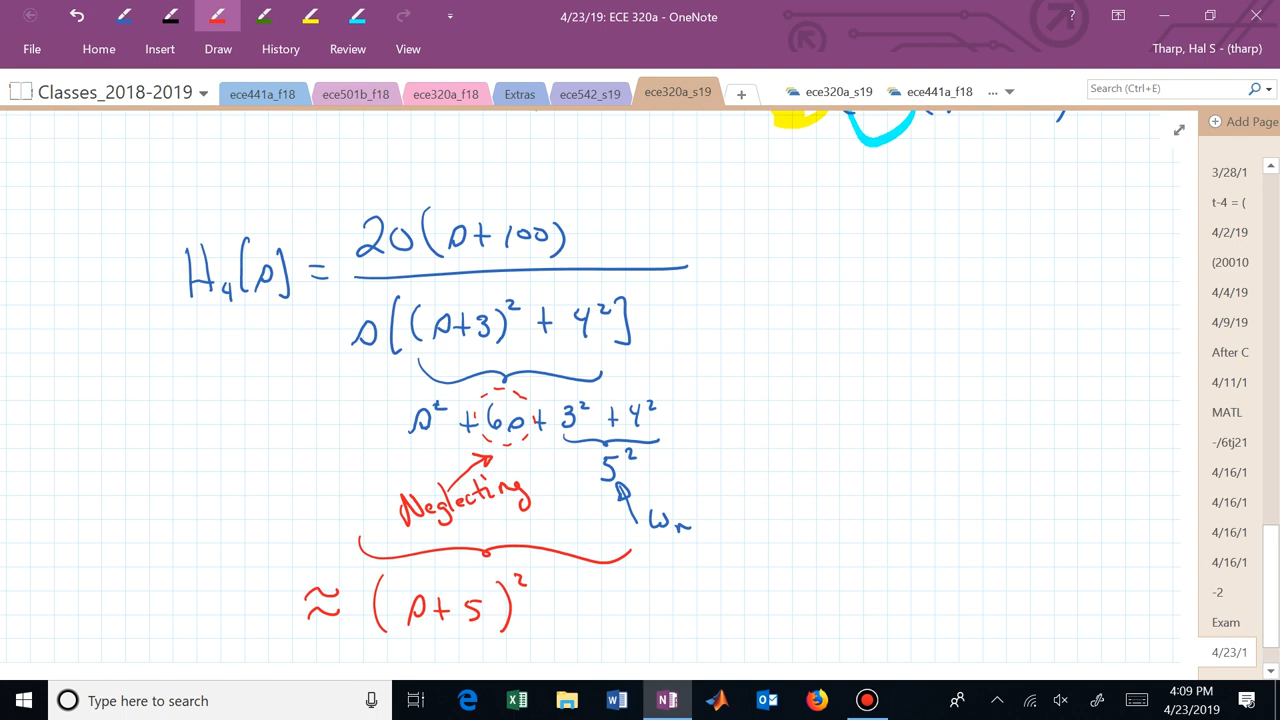 4/23/19: ECE 320a - OneNote
?
File Home Insert Draw History Review View
Tharp, Hal S - (tharp)
Classes_2018-2019
ece441a_f18 ece501b_f18 ece320a_f18 Extras ece542_s19 ece320a_s19 + ece320a_s19 ece441a_f18 ...
Search (Ctrl+E)
Add Page
3/28/1
t-4 = (
4/2/19
(20010
4/4/19
4/9/19
After C
4/11/1
MATL
-/6tj21
4/16/1
4/16/1
4/16/1
4/16/1
-2
Exam
4/23/1
20(s+100)
H₄[s] =
s[(s+3)² + 4²]
s² + 6s + 3² + 4²
5²
Neglecting
ωₙ
≈ (s+5)²
Type here to search
4:09 PM
4/23/2019